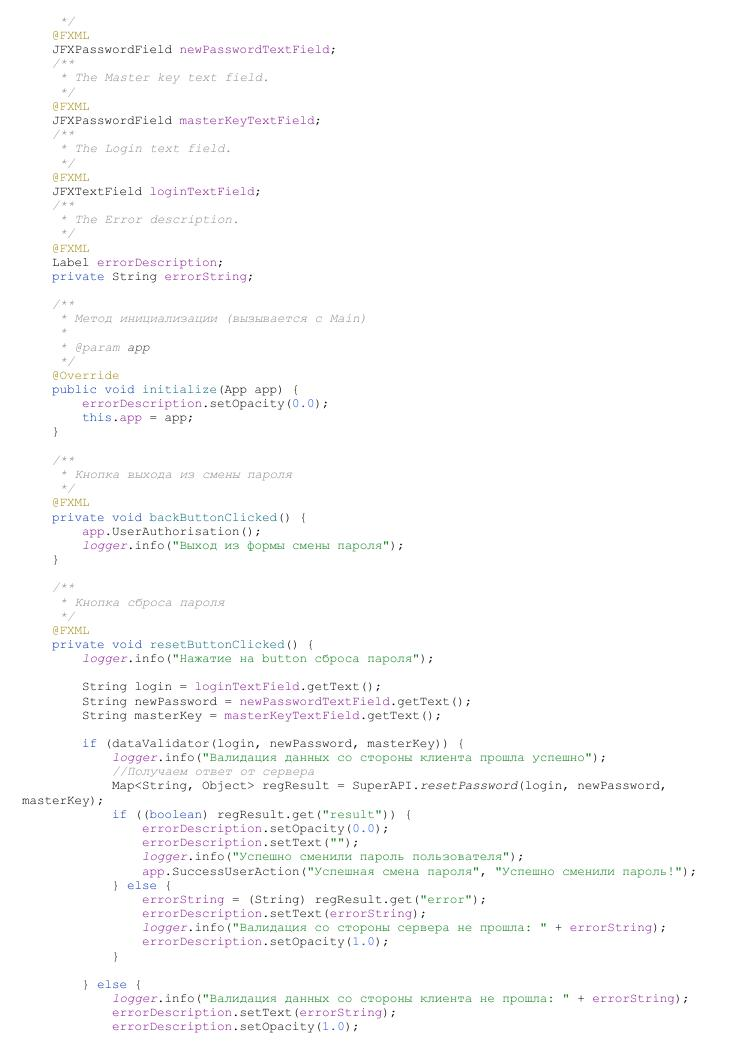 */
    @FXML
    JFXPasswordField newPasswordTextField;
    /**
     * The Master key text field.
     */
    @FXML
    JFXPasswordField masterKeyTextField;
    /**
     * The Login text field.
     */
    @FXML
    JFXTextField loginTextField;
    /**
     * The Error description.
     */
    @FXML
    Label errorDescription;
    private String errorString;

    /**
     * Метод инициализации (вызывается с Main)
     *
     * @param app
     */
    @Override
    public void initialize(App app) {
        errorDescription.setOpacity(0.0);
        this.app = app;
    }

    /**
     * Кнопка выхода из смены пароля
     */
    @FXML
    private void backButtonClicked() {
        app.UserAuthorisation();
        logger.info("Выход из формы смены пароля");
    }

    /**
     * Кнопка сброса пароля
     */
    @FXML
    private void resetButtonClicked() {
        logger.info("Нажатие на button сброса пароля");

        String login = loginTextField.getText();
        String newPassword = newPasswordTextField.getText();
        String masterKey = masterKeyTextField.getText();

        if (dataValidator(login, newPassword, masterKey)) {
            logger.info("Валидация данных со стороны клиента прошла успешно");
            //Получаем ответ от сервера
            Map<String, Object> regResult = SuperAPI.resetPassword(login, newPassword,
masterKey);
            if ((boolean) regResult.get("result")) {
                errorDescription.setOpacity(0.0);
                errorDescription.setText("");
                logger.info("Успешно сменили пароль пользователя");
                app.SuccessUserAction("Успешная смена пароля", "Успешно сменили пароль!");
            } else {
                errorString = (String) regResult.get("error");
                errorDescription.setText(errorString);
                logger.info("Валидация со стороны сервера не прошла: " + errorString);
                errorDescription.setOpacity(1.0);
            }

        } else {
            logger.info("Валидация данных со стороны клиента не прошла: " + errorString);
            errorDescription.setText(errorString);
            errorDescription.setOpacity(1.0);